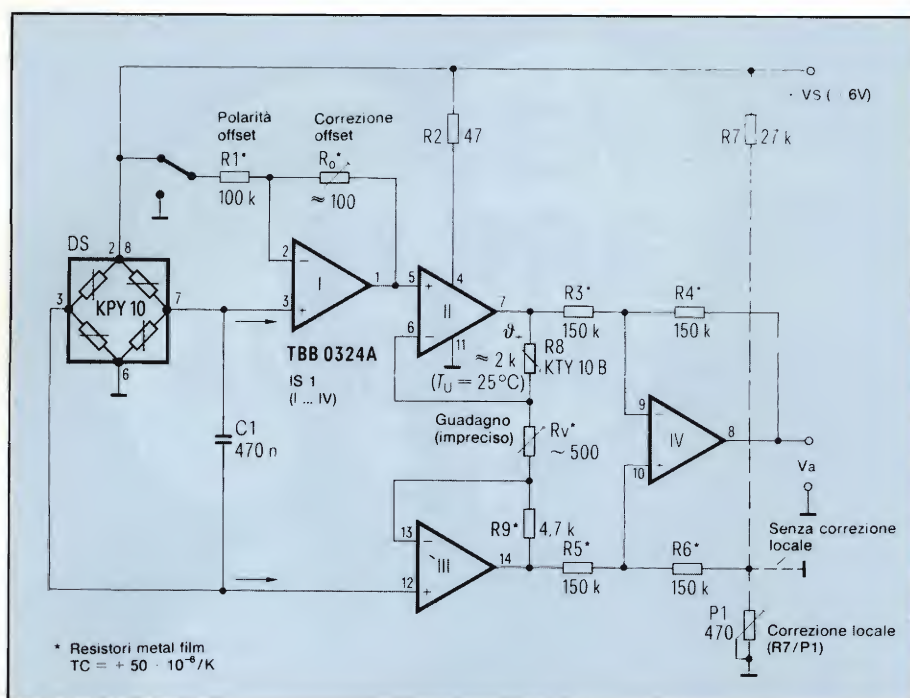 VS ( 6V)
Polarità
offset
R1*
100 k
Correzione
offset
Ro*
≈ 100
R2
47
R7
27 k
DS
2
8
3
7
6
KPY 10
2
−
3
+
I
1
TBB 0324A
IS 1
(I ... IV)
5
+
4
II
6
−
11
7
ϑ
≈ 2 k
(TU = 25°C)
R8
KTY 10 B
R3*
150 k
R4*
150 k
Guadagno
(impreciso)
Rv*
~ 500
9
−
10
+
IV
8
Va
C1
470 n
13
−
12
+
III
14
R9*
4,7 k
R5*
150 k
R6*
150 k
Senza correzione
locale
P1
470
Correzione locale
(R7/P1)
* Resistori metal film
TC = + 50 · 10⁻⁶/K